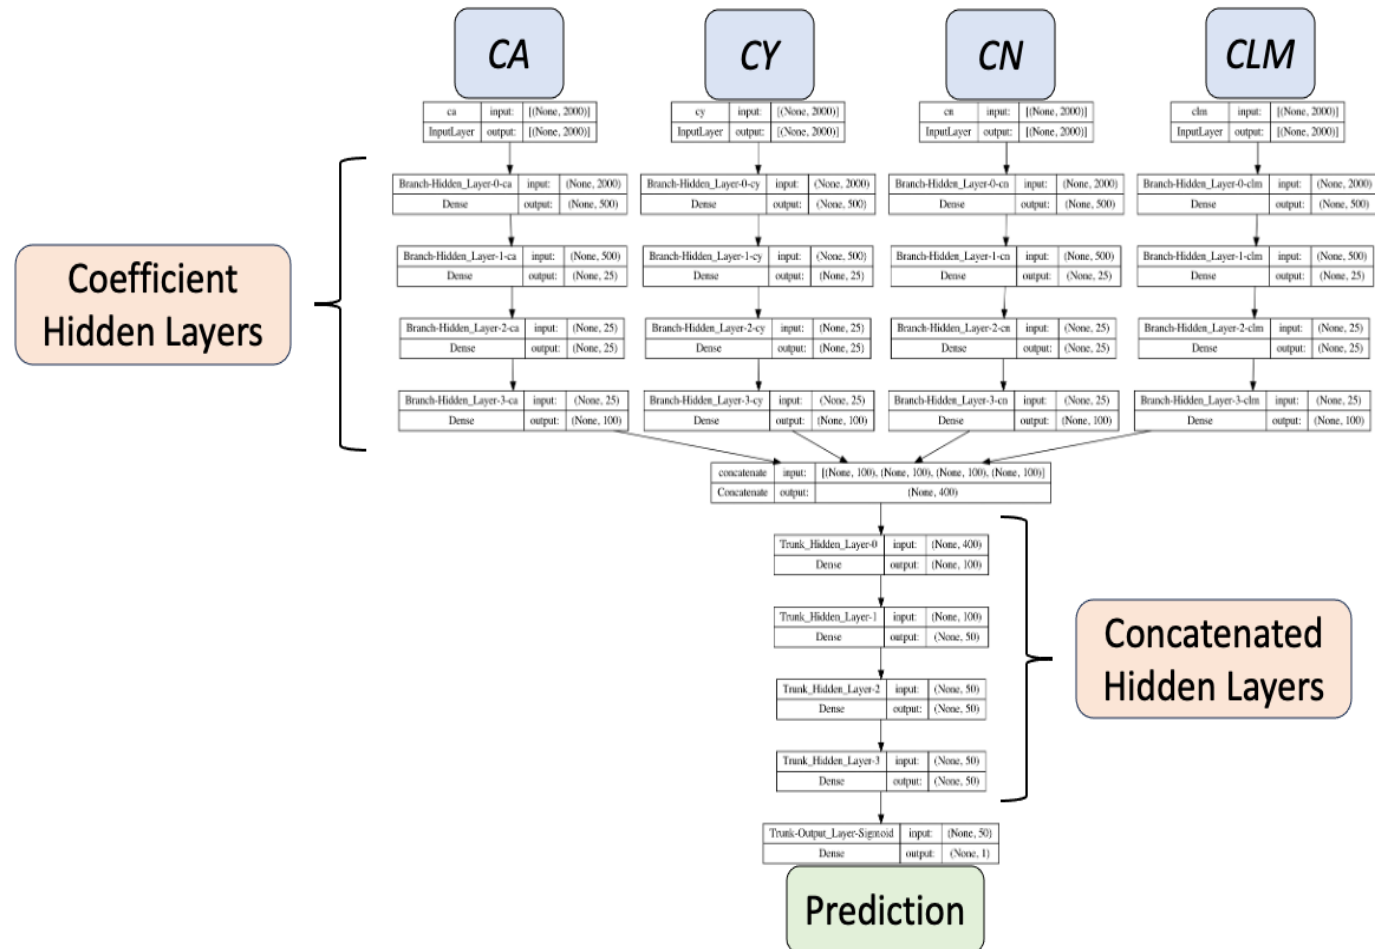 CA CY CN CLM
ca input: [(None, 2000)] cy input: [(None, 2000)] cn input: [(None, 2000)] clm input: [(None, 2000)]
InputLayer output: [(None, 2000)] InputLayer output: [(None, 2000)] InputLayer output: [(None, 2000)] InputLayer output: [(None, 2000)]
Branch-Hidden_Layer-0-ca input: (None, 2000) Branch-Hidden_Layer-0-cy input: (None, 2000) Branch-Hidden_Layer-0-cn input: (None, 2000) Branch-Hidden_Layer-0-clm input: (None, 2000)
Dense output: (None, 500) Dense output: (None, 500) Dense output: (None, 500) Dense output: (None, 500)
Branch-Hidden_Layer-1-ca input: (None, 500) Branch-Hidden_Layer-1-cy input: (None, 500) Branch-Hidden_Layer-1-cn input: (None, 500) Branch-Hidden_Layer-1-clm input: (None, 500)
Dense output: (None, 25) Dense output: (None, 25) Dense output: (None, 25) Dense output: (None, 25)
Coefficient
Hidden Layers
Branch-Hidden_Layer-2-ca input: (None, 25) Branch-Hidden_Layer-2-cy input: (None, 25) Branch-Hidden_Layer-2-cn input: (None, 25) Branch-Hidden_Layer-2-clm input: (None, 25)
Dense output: (None, 25) Dense output: (None, 25) Dense output: (None, 25) Dense output: (None, 25)
Branch-Hidden_Layer-3-ca input: (None, 25) Branch-Hidden_Layer-3-cy input: (None, 25) Branch-Hidden_Layer-3-cn input: (None, 25) Branch-Hidden_Layer-3-clm input: (None, 25)
Dense output: (None, 100) Dense output: (None, 100) Dense output: (None, 100) Dense output: (None, 100)
concatenate input: [(None, 100), (None, 100), (None, 100), (None, 100)]
Concatenate output: (None, 400)
Trunk_Hidden_Layer-0 input: (None, 400)
Dense output: (None, 100)
Trunk_Hidden_Layer-1 input: (None, 100)
Dense output: (None, 50)
Concatenated
Hidden Layers
Trunk_Hidden_Layer-2 input: (None, 50)
Dense output: (None, 50)
Trunk_Hidden_Layer-3 input: (None, 50)
Dense output: (None, 50)
Trunk-Output_Layer-Sigmoid input: (None, 50)
Dense output: (None, 1)
Prediction